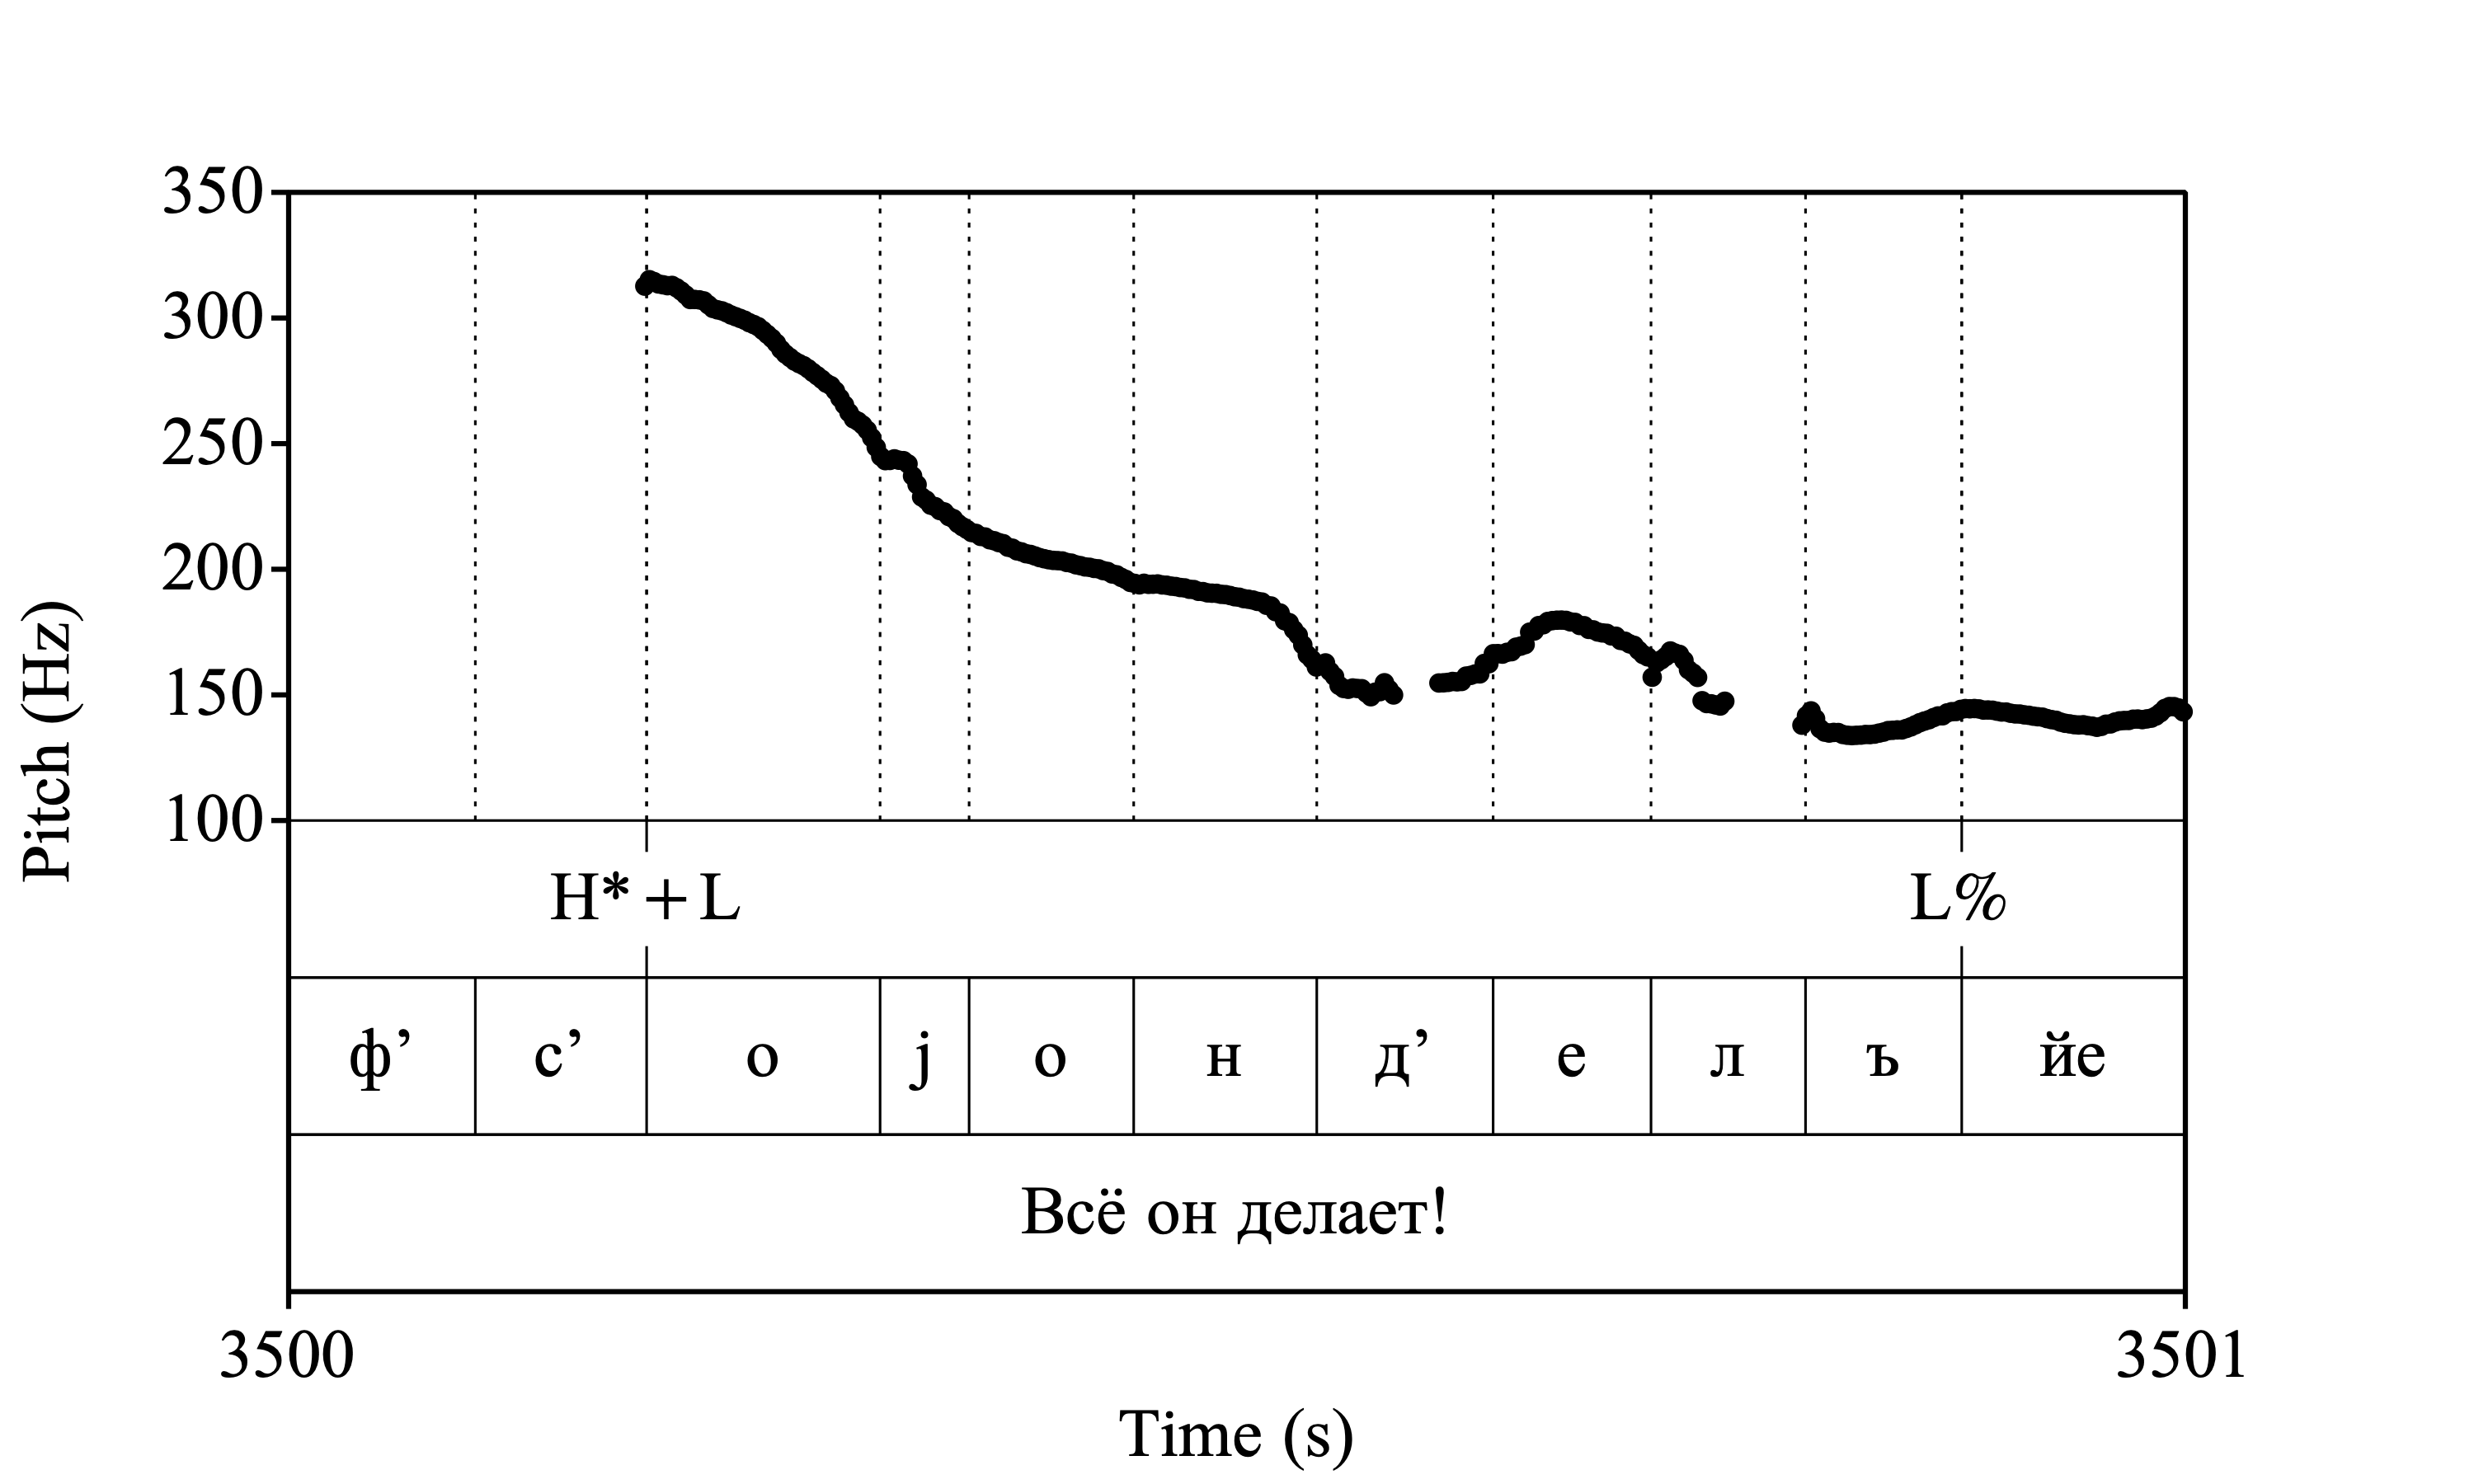 350
300
250
200
150
100
Pitch (Hz)
H*+L L%
ф’ с’ о j о н д’ е л ъ йе
Всё он делает!
3500 3501
Time (s)